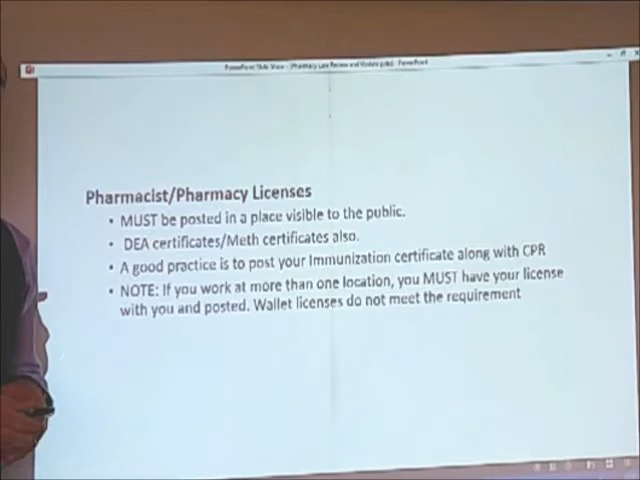 PowerPoint Slide Show - [Pharmacy Law Review and Update - PowerPoint
Pharmacist/Pharmacy Licenses
• MUST be posted in a place visible to the public.
• DEA certificates/Meth certificates also.
• A good practice is to post your Immunization certificate along with CPR
• NOTE: If you work at more than one location, you MUST have your license
with you and posted. Wallet licenses do not meet the requirement